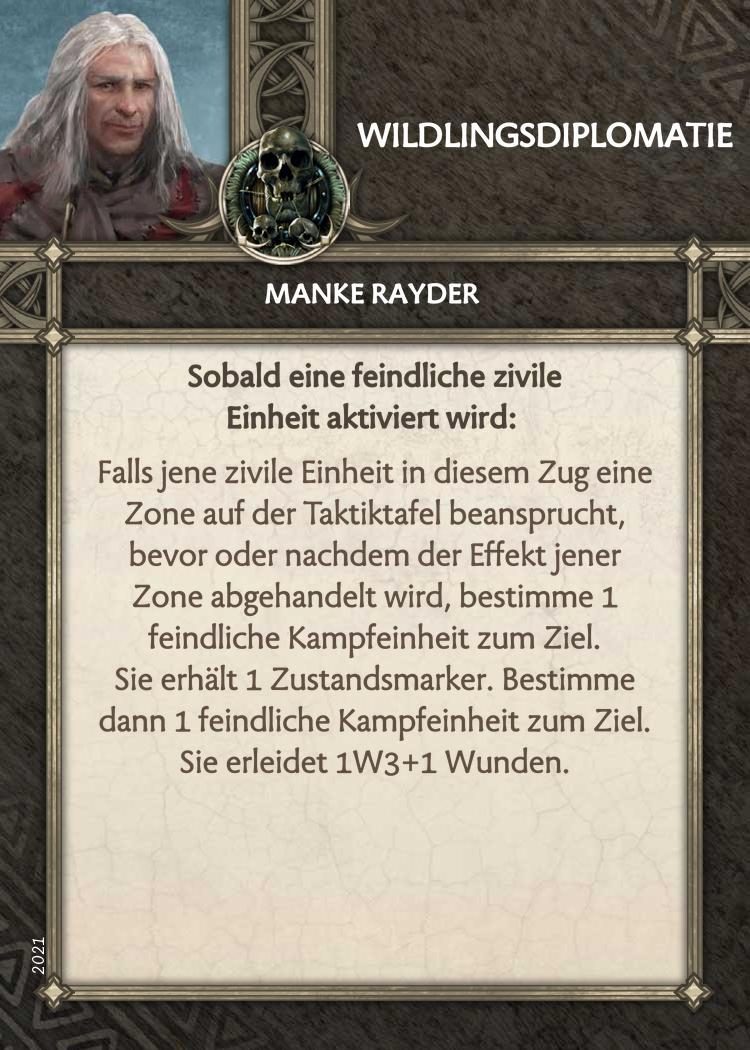 WILDLINGSDIPLOMATIE
MANKE RAYDER
Sobald eine feindliche zivile
Einheit aktiviert wird:
Falls jene zivile Einheit in diesem Zug eine
Zone auf der Taktiktafel beansprucht,
bevor oder nachdem der Effekt jener
Zone abgehandelt wird, bestimme 1
feindliche Kampfeinheit zum Ziel.
Sie erhält 1 Zustandsmarker. Bestimme
dann 1 feindliche Kampfeinheit zum Ziel.
Sie erleidet 1W3+1 Wunden.
2021